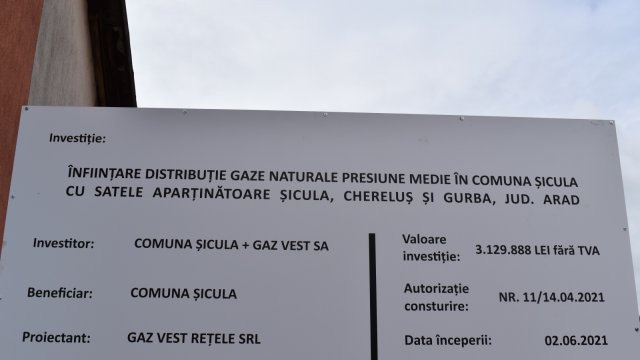 Investiție:
ÎNFIINȚARE DISTRIBUȚIE GAZE NATURALE PRESIUNE MEDIE ÎN COMUNA ȘICULA
CU SATELE APARȚINĂTOARE ȘICULA, CHERELUȘ ȘI GURBA, JUD. ARAD
Investitor: COMUNA ȘICULA + GAZ VEST SA
Beneficiar: COMUNA ȘICULA
Proiectant: GAZ VEST REȚELE SRL
Valoare
investiție: 3.129.888 LEI fără TVA
Autorizație
consturire: NR. 11/14.04.2021
Data începerii: 02.06.2021